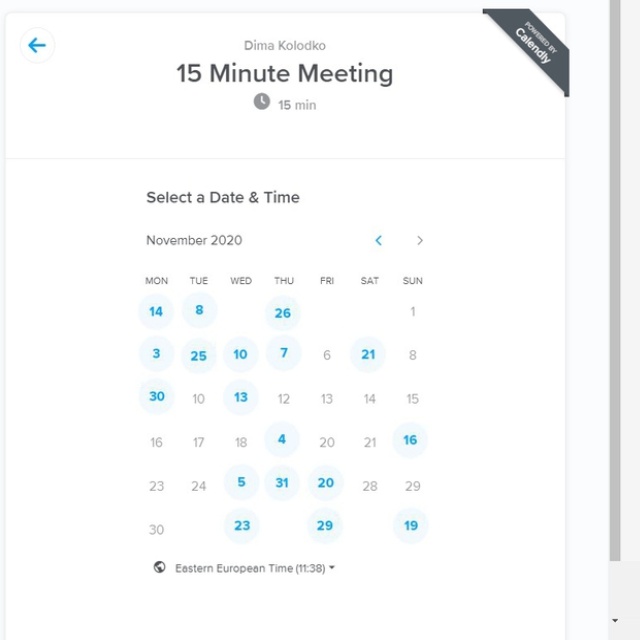 Dima Kolodko
15 Minute Meeting
15 min
POWERED BY
Calendly
Select a Date & Time
November 2020
MON TUE WED THU FRI SAT SUN
14 8 26 1
3 25 10 7 6 21 8
30 10 13 12 13 14 15
16 17 18 4 20 21 16
23 24 5 31 20 28 29
30 23 29 19
Eastern European Time (11:38)